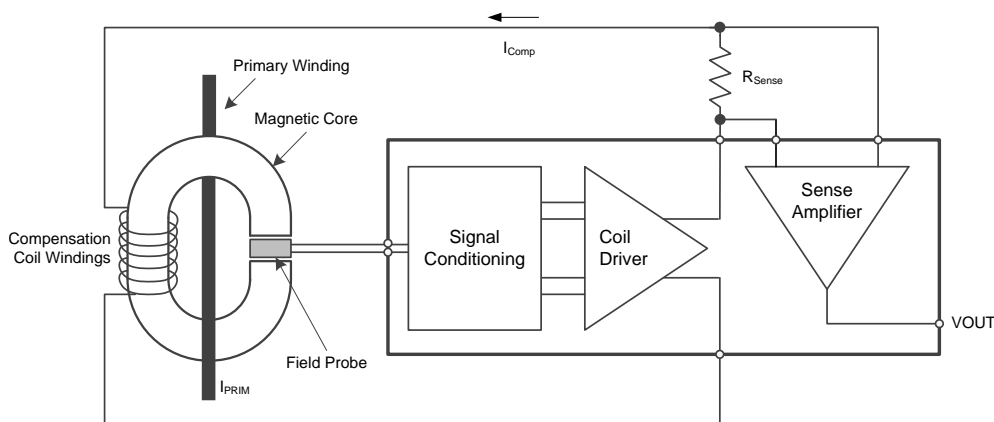 I_Comp
R_Sense
Primary Winding
Magnetic Core
Compensation
Coil Windings
Signal
Conditioning
Coil
Driver
Sense
Amplifier
VOUT
Field Probe
I_PRIM